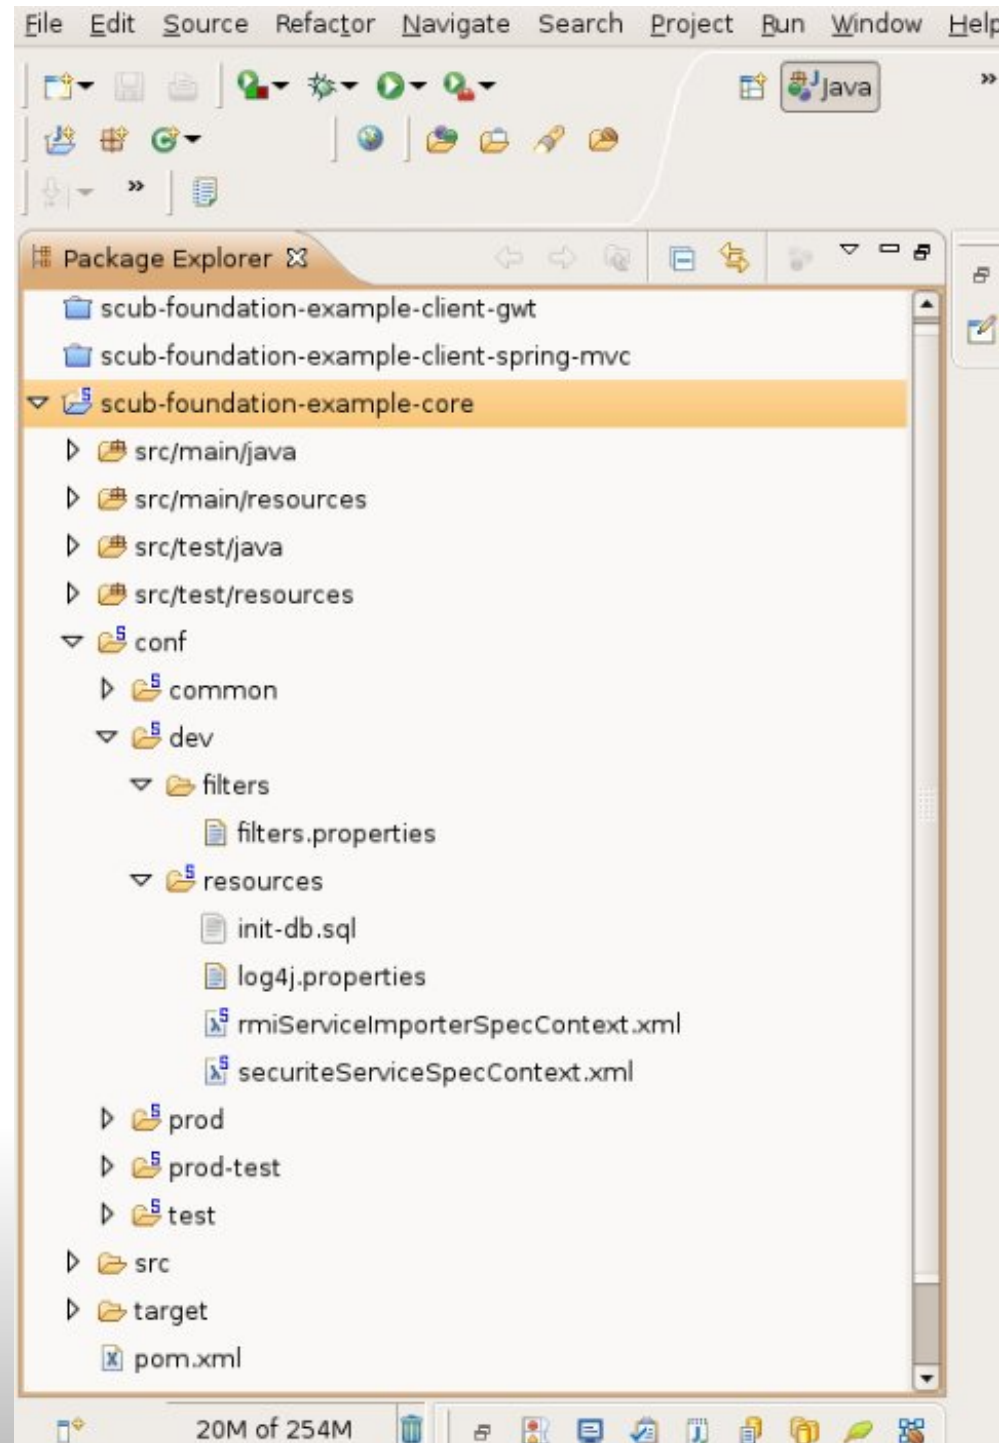 File Edit Source Refactor Navigate Search Project Run Window Help
Java
Package Explorer
scub-foundation-example-client-gwt
scub-foundation-example-client-spring-mvc
scub-foundation-example-core
src/main/java
src/main/resources
src/test/java
src/test/resources
conf
common
dev
filters
filters.properties
resources
init-db.sql
log4j.properties
rmiServiceImporterSpecContext.xml
securiteServiceSpecContext.xml
prod
prod-test
test
src
target
pom.xml
20M of 254M